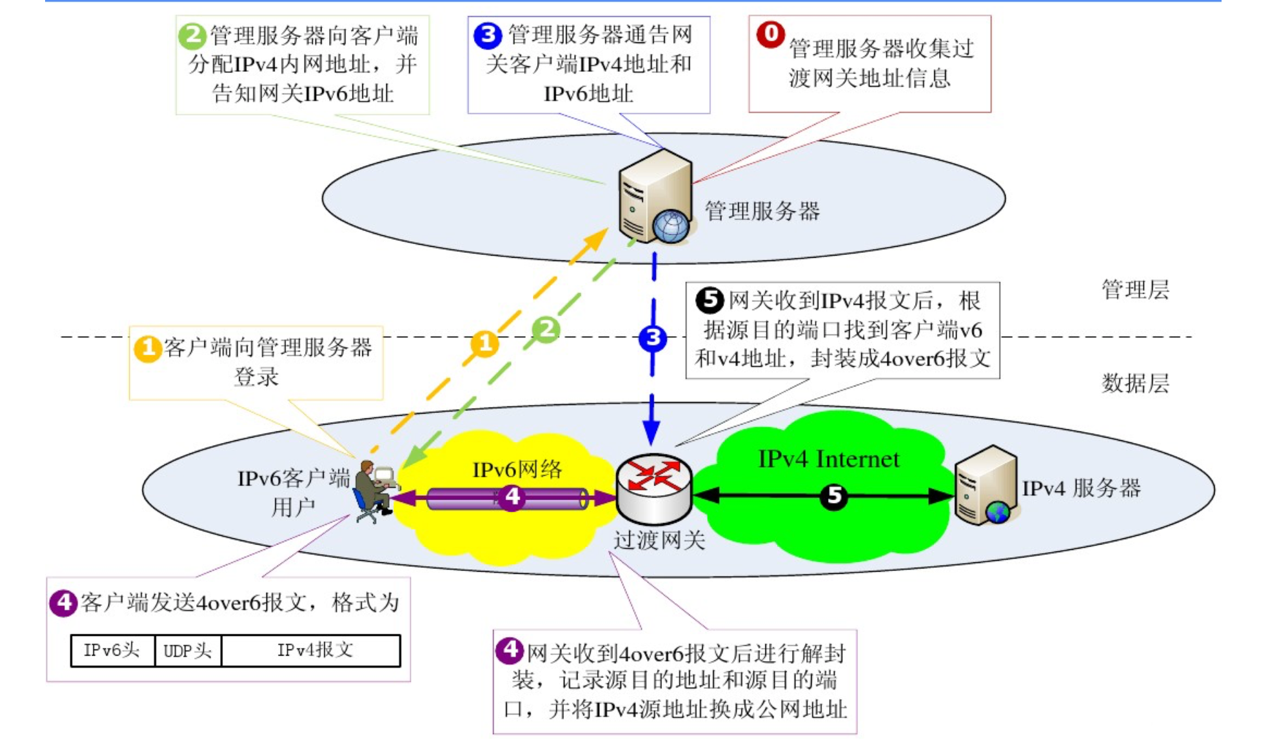 2 管理服务器向客户端
分配IPv4内网地址，并
告知网关IPv6地址
3 管理服务器通告网
关客户端IPv4地址和
IPv6地址
0
管理服务器收集过
渡网关地址信息
管理服务器
管理层
5 网关收到IPv4报文后，根
据源目的端口找到客户端v6
和v4地址，封装成4over6报文
1 客户端向管理服务器
登录
1
2
3
数据层
IPv6客户端
用户
IPv6网络
4
过渡网关
IPv4 Internet
5
IPv4 服务器
4 客户端发送4over6报文，格式为
IPv6头 UDP头 IPv4报文
4 网关收到4over6报文后进行解封
装，记录源目的地址和源目的端
口，并将IPv4源地址换成公网地址